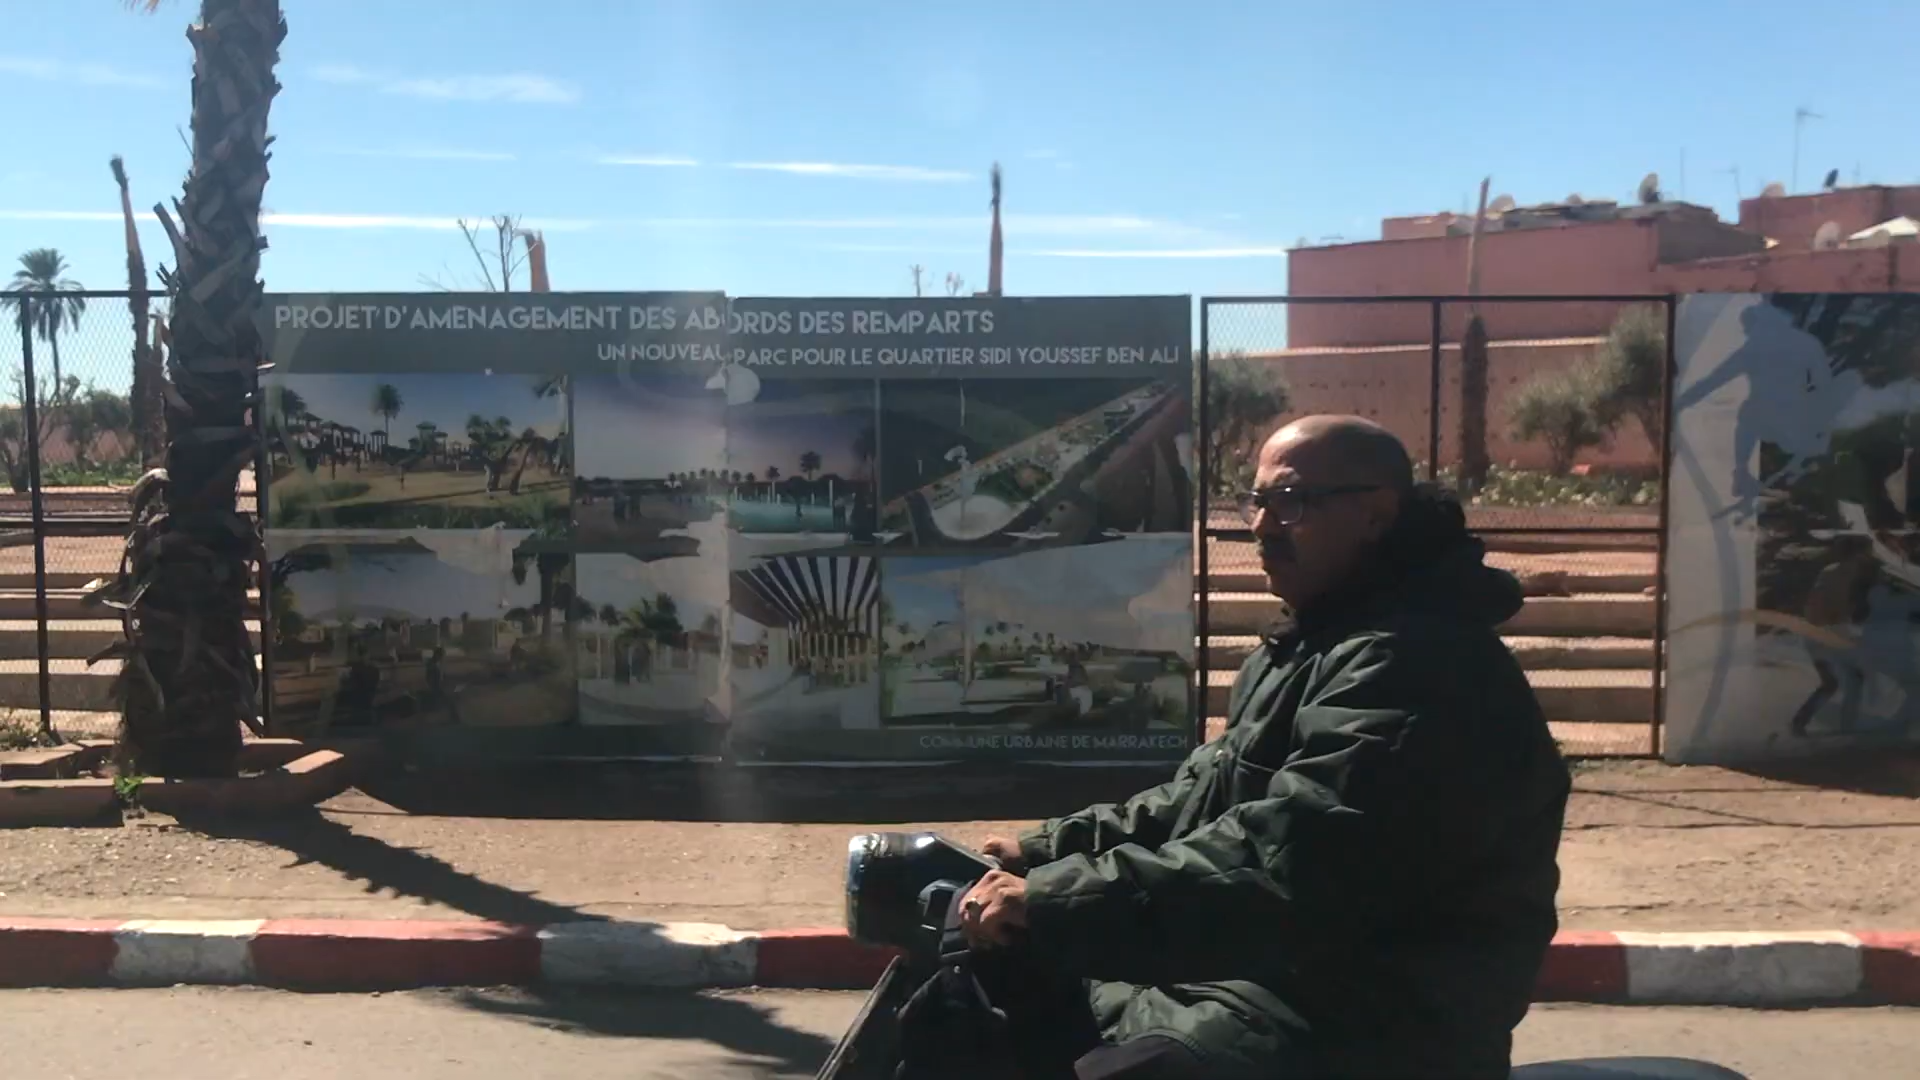 PROJET D'AMENAGEMENT DES ABORDS DES REMPARTS
UN NOUVEAU PARC POUR LE QUARTIER SIDI YOUSSEF BEN ALI
COMMUNE URBAINE DE MARRAKECH